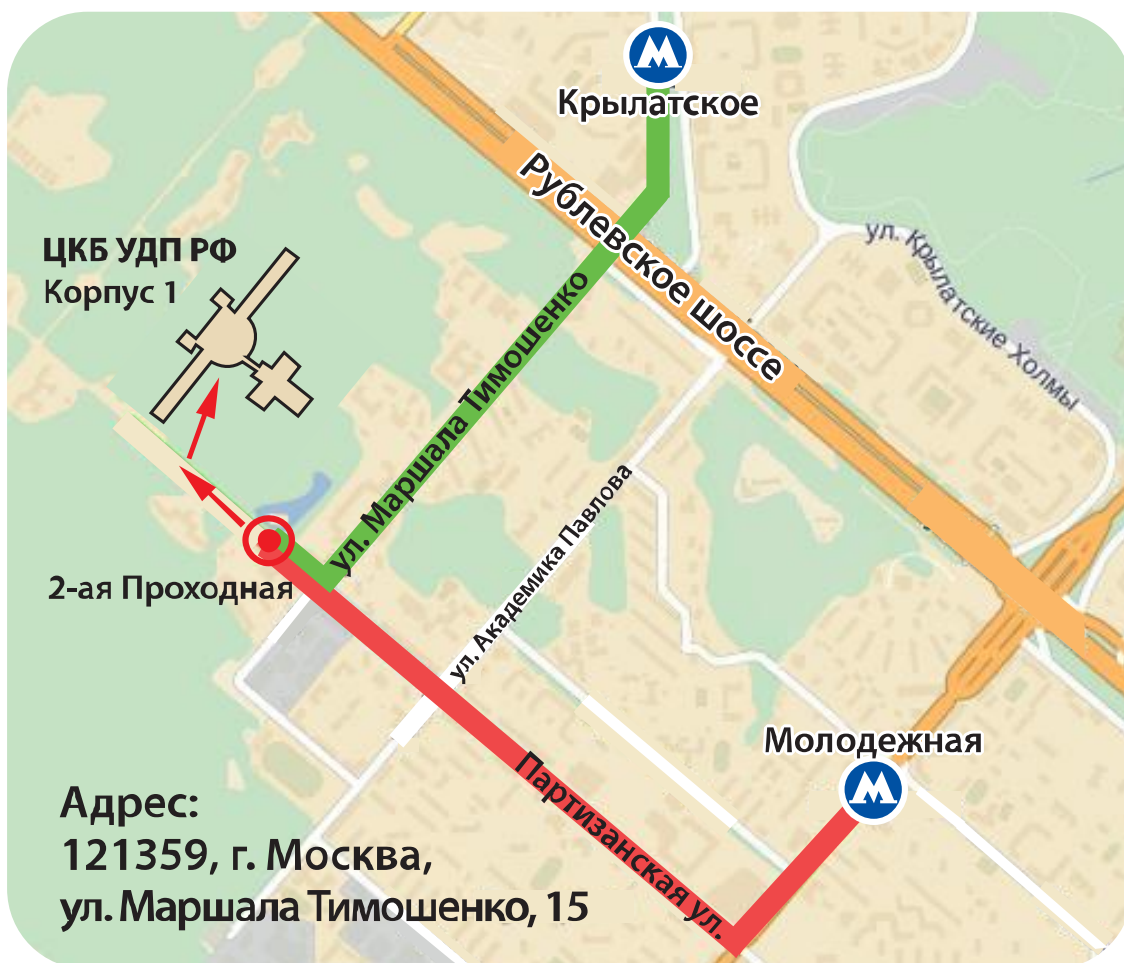 М
Крылатское
Рублевское шоссе
ул. Крылатские Холмы
ЦКБ УДП РФ
Корпус 1
ул. Маршала Тимошенко
ул. Академика Павлова
2-ая Проходная
Молодежная
М
Партизанская ул.
Адрес:
121359, г. Москва,
ул. Маршала Тимошенко, 15